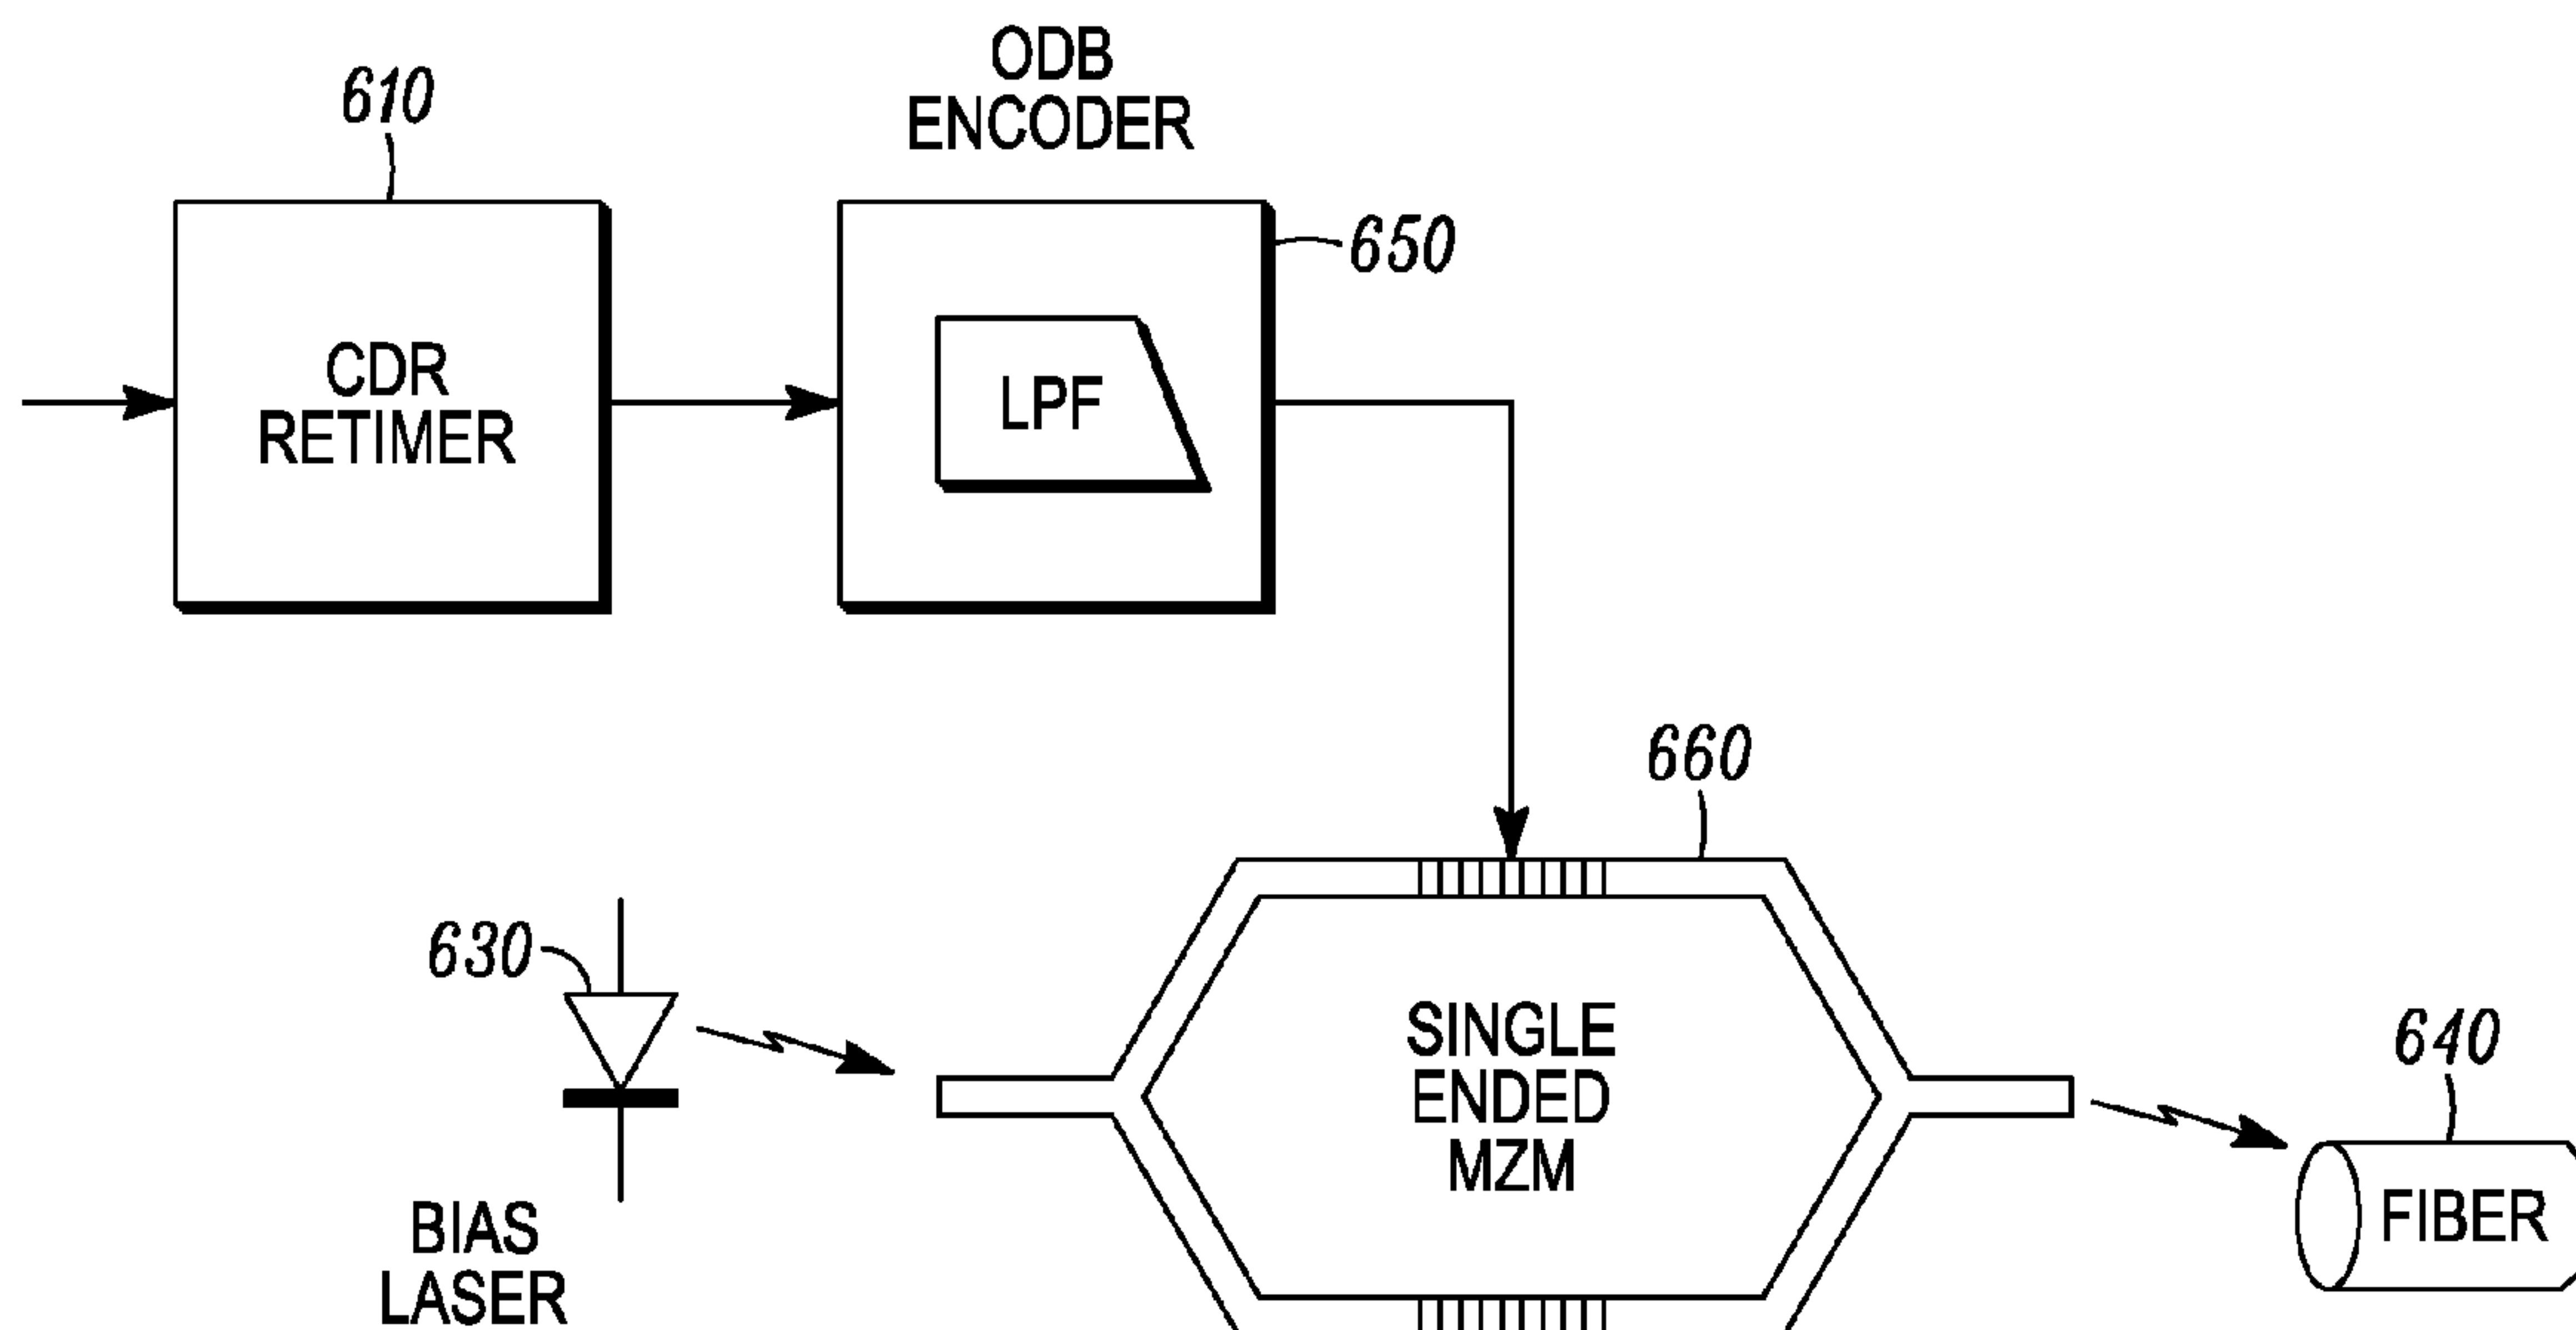 610
ODB
ENCODER
650
CDR
RETIMER
LPF
660
630
BIAS
LASER
SINGLE
ENDED
MZM
640
FIBER